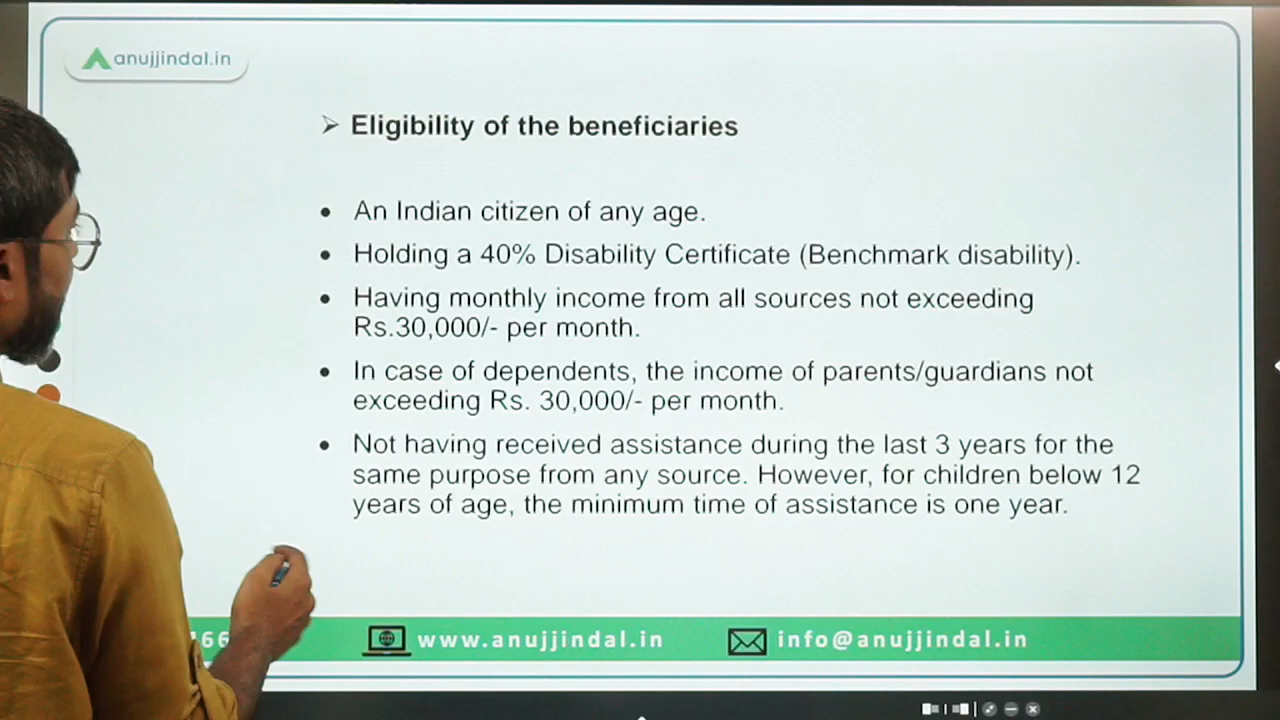 anujjindal.in
➢ Eligibility of the beneficiaries
• An Indian citizen of any age.
• Holding a 40% Disability Certificate (Benchmark disability).
• Having monthly income from all sources not exceeding
Rs.30,000/- per month.
• In case of dependents, the income of parents/guardians not
exceeding Rs. 30,000/- per month.
• Not having received assistance during the last 3 years for the
same purpose from any source. However, for children below 12
years of age, the minimum time of assistance is one year.
www.anujjindal.in
info@anujjindal.in